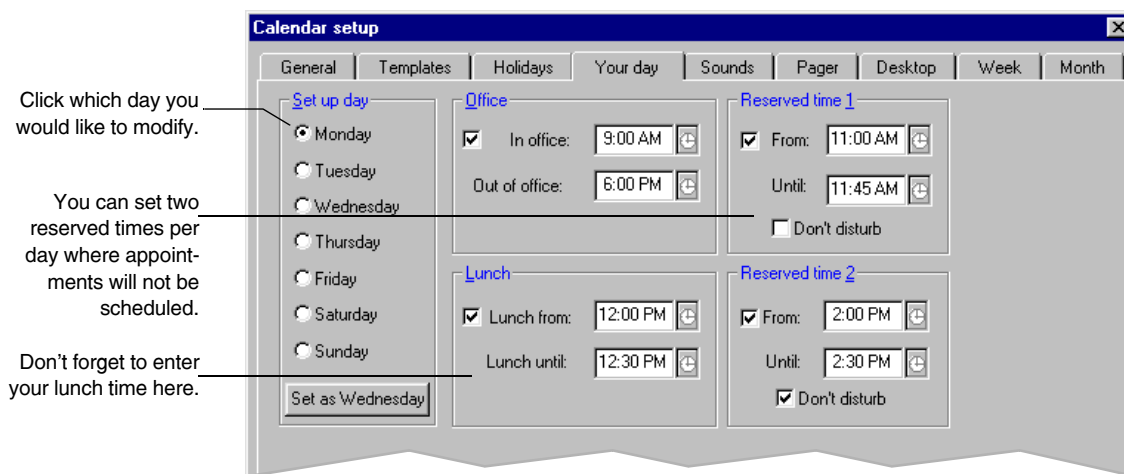 Calendar setup
General Templates Holidays Your day Sounds Pager Desktop Week Month
Click which day you
would like to modify.
You can set two
reserved times per
day where appoint-
ments will not be
scheduled.
Don't forget to enter
your lunch time here.
Set up day
Monday
Tuesday
Wednesday
Thursday
Friday
Saturday
Sunday
Set as Wednesday
Office
In office: 9:00 AM
Out of office: 6:00 PM
Lunch
Lunch from: 12:00 PM
Lunch until: 12:30 PM
Reserved time 1
From: 11:00 AM
Until: 11:45 AM
Don't disturb
Reserved time 2
From: 2:00 PM
Until: 2:30 PM
Don't disturb